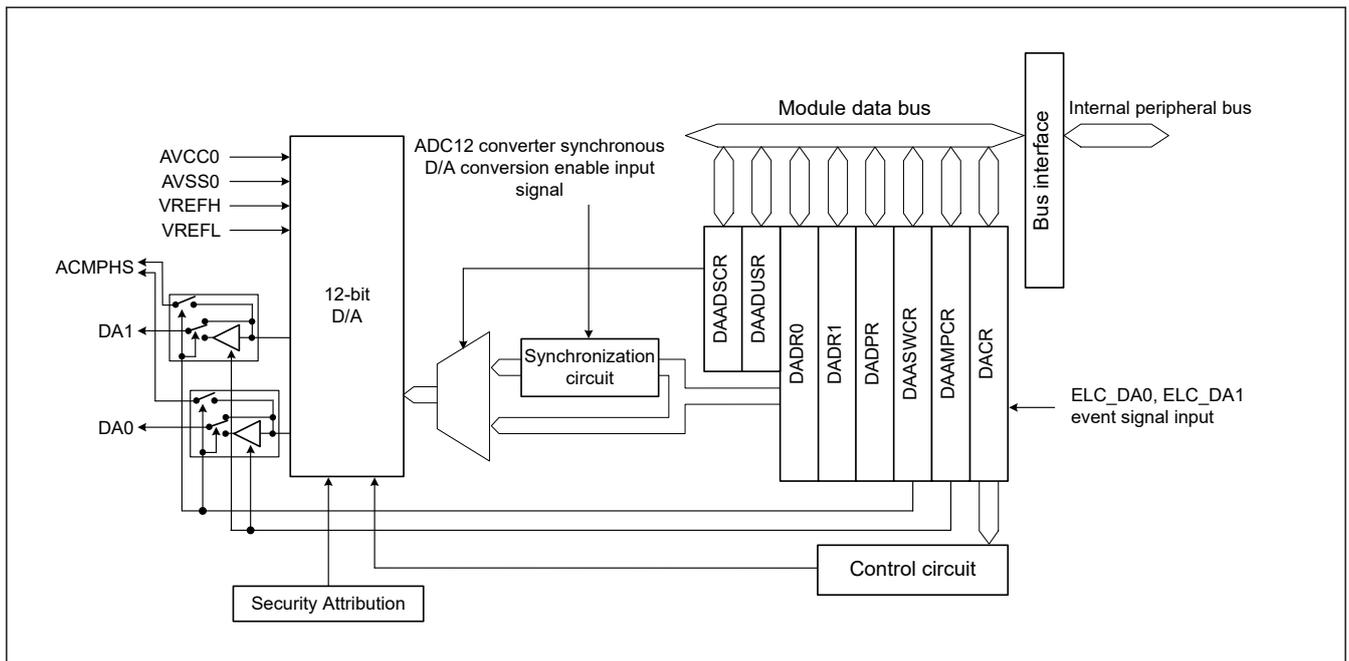 Module data bus
Internal peripheral bus
Bus interface
ADC12 converter synchronous
D/A conversion enable input
signal
AVCC0
AVSS0
VREFH
VREFL
ACMPHS
DA1
DA0
12-bit
D/A
Synchronization
circuit
DAADSCR
DAADUSR
DADR0
DADR1
DADPR
DAASWCR
DAAMPCR
DACR
ELC_DA0, ELC_DA1
event signal input
Control circuit
Security Attribution